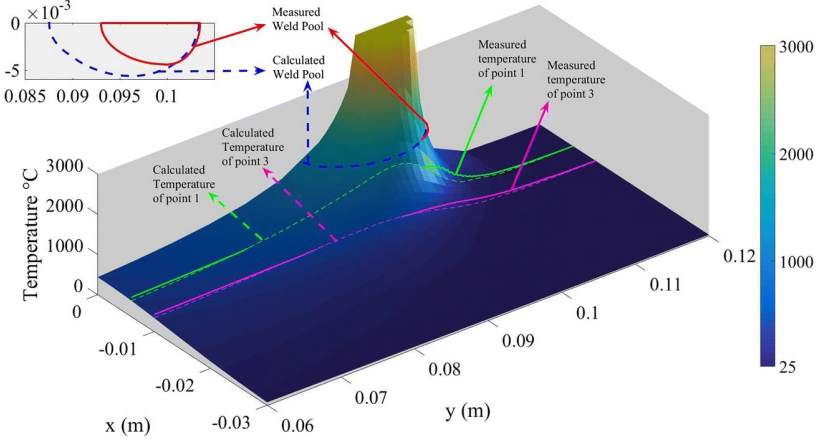 ×10⁻³
0
-5
0.085
0.09
0.095
0.1
Measured
Weld Pool
Calculated
Weld Pool
Measured
temperature
of point 1
Measured
temperature
of point 3
Calculated
Temperature
of point 3
Calculated
Temperature
of point 1
Temperature °C
3000
2000
1000
0
0
-0.01
-0.02
-0.03
x (m)
0.06
0.07
0.08
0.09
0.1
0.11
0.12
y (m)
3000
2000
1000
25